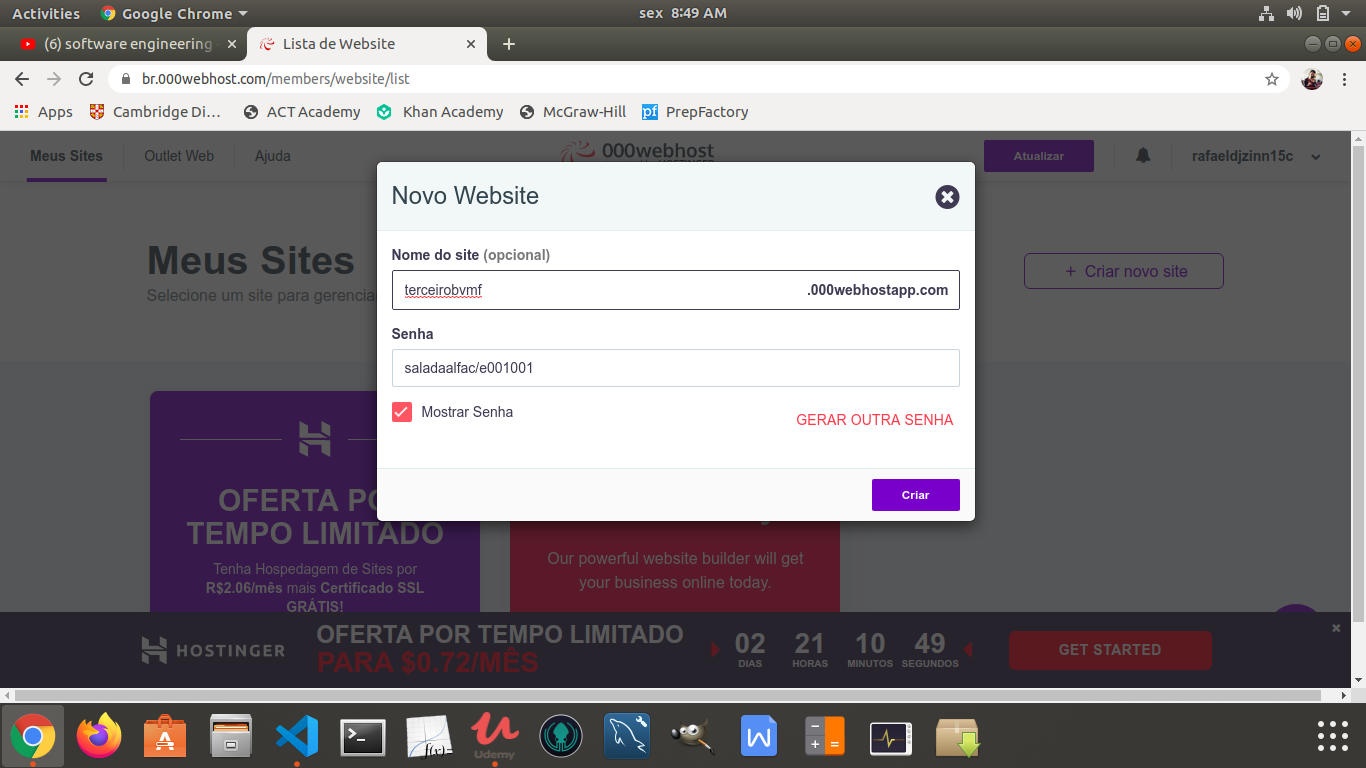 Activities Google Chrome sex 8:49 AM
(6) software engineering Lista de Website
br.000webhost.com/members/website/list
Apps Cambridge Di… ACT Academy Khan Academy McGraw-Hill pf PrepFactory
Meus Sites Outlet Web Ajuda 000webhost Atualizar rafaeldjzinn15c
Novo Website
Meus Sites
Selecione um site para gerencia
+ Criar novo site
Nome do site (opcional)
terceirobvmf .000webhostapp.com
Senha
saladaalfac/e001001
Mostrar Senha
GERAR OUTRA SENHA
Criar
OFERTA PO
TEMPO LIMITADO
Tenha Hospedagem de Sites por
R$2.06/mês mais Certificado SSL
GRÁTIS!
Our powerful website builder will get
your business online today.
HOSTINGER
OFERTA POR TEMPO LIMITADO
PARA $0.72/MÊS
02 21 10 49
DIAS HORAS MINUTOS SEGUNDOS
GET STARTED
f(x)=
Udemy